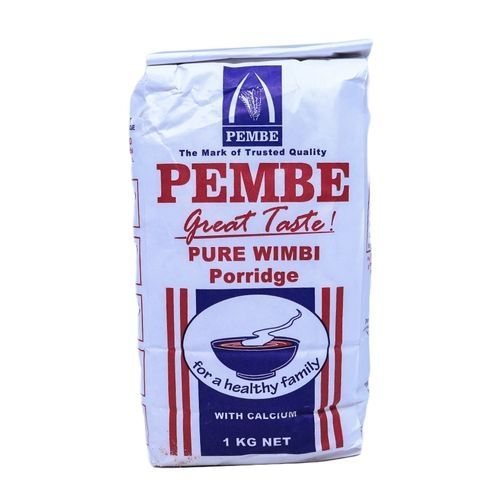 PEMBE
The Mark of Trusted Quality
PEMBE
Great Taste!
PURE WIMBI
Porridge
for a healthy family
WITH CALCIUM
1 KG NET